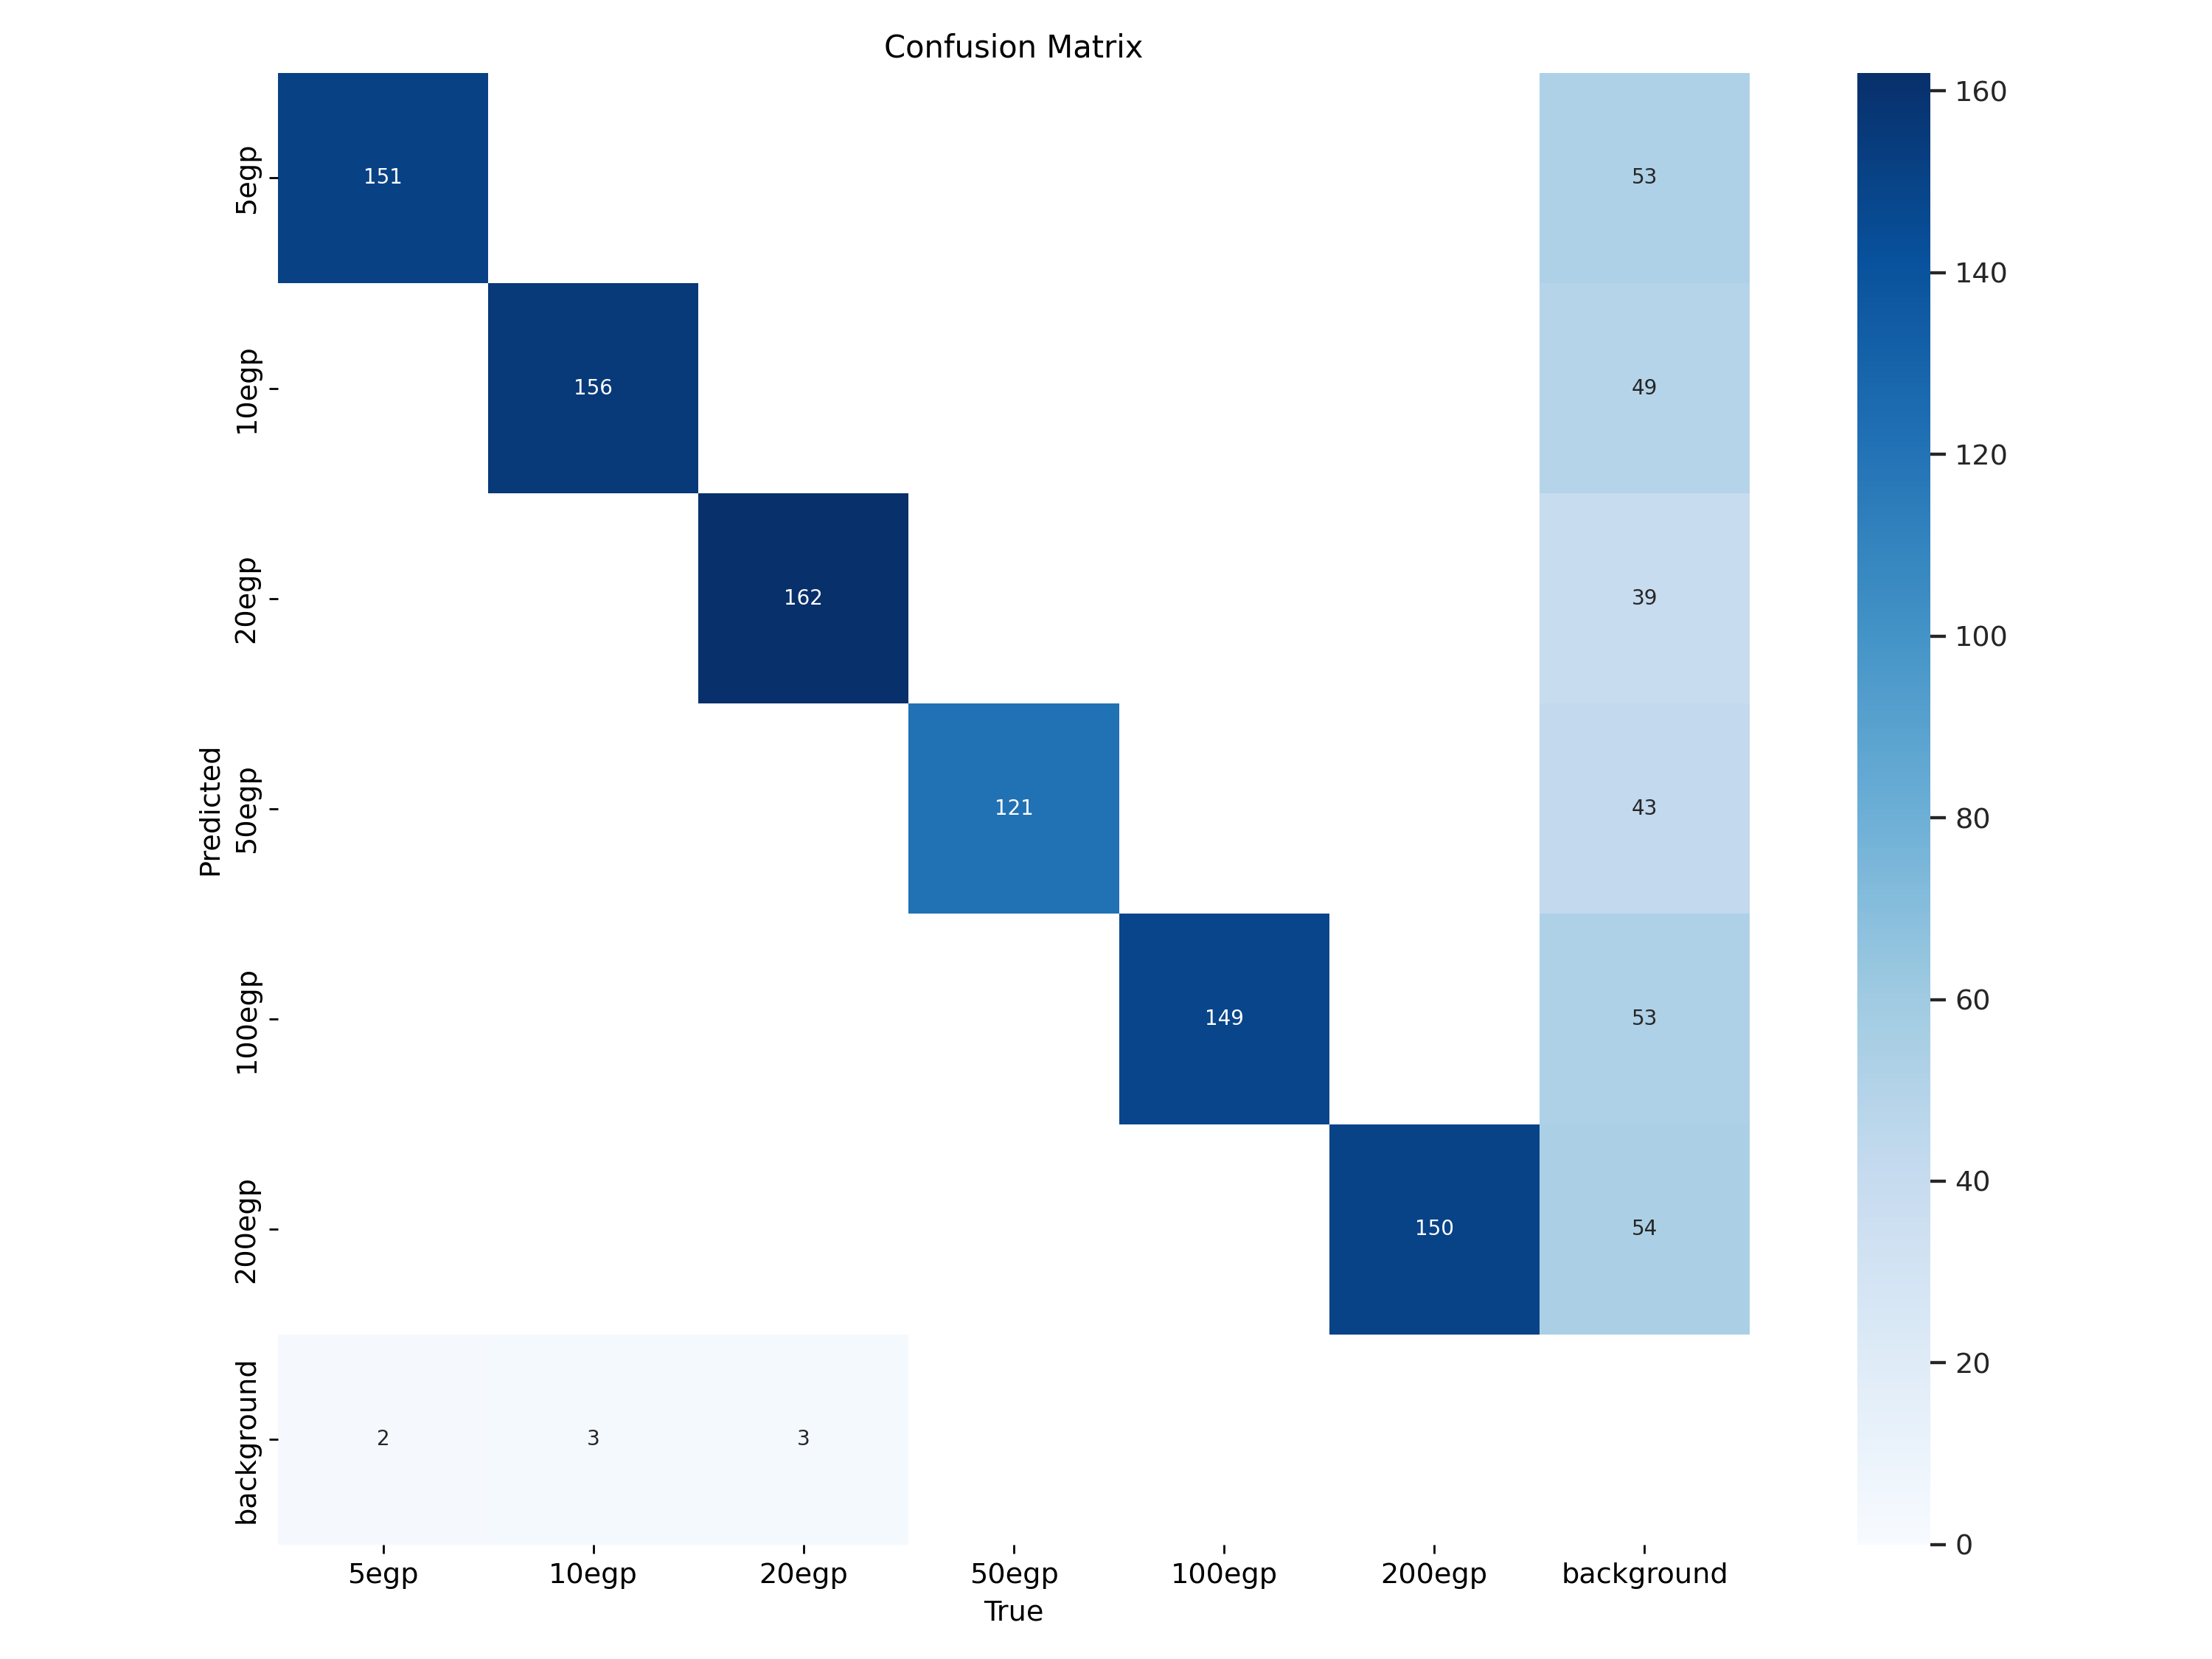 Confusion Matrix
5egp
151
53
10egp
156
49
20egp
162
39
50egp
121
43
100egp
149
53
200egp
150
54
background
2
3
3
Predicted
5egp
10egp
20egp
50egp
100egp
200egp
background
True
160
140
120
100
80
60
40
20
0